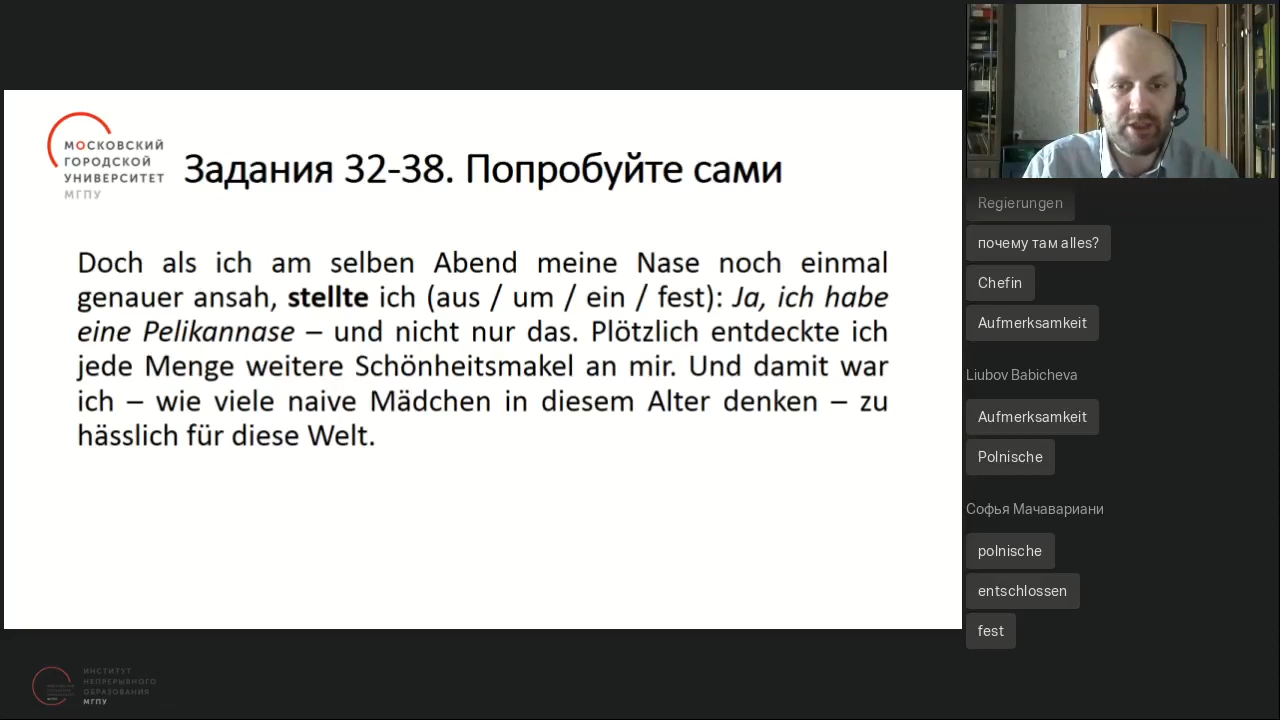 МОСКОВСКИЙ
ГОРОДСКОЙ
УНИВЕРСИТЕТ
МГПУ
Задания 32-38. Попробуйте сами
Doch als ich am selben Abend meine Nase noch einmal
genauer ansah, stellte ich (aus / um / ein / fest): Ja, ich habe
eine Pelikannase – und nicht nur das. Plötzlich entdeckte ich
jede Menge weitere Schönheitsmakel an mir. Und damit war
ich – wie viele naive Mädchen in diesem Alter denken – zu
hässlich für diese Welt.
Regierungen
почему там alles?
Chefin
Aufmerksamkeit
Liubov Babicheva
Aufmerksamkeit
Polnische
Софья Мачавариани
polnische
entschlossen
fest
ИНСТИТУТ
НЕПРЕРЫВНОГО
ОБРАЗОВАНИЯ
МГПУ